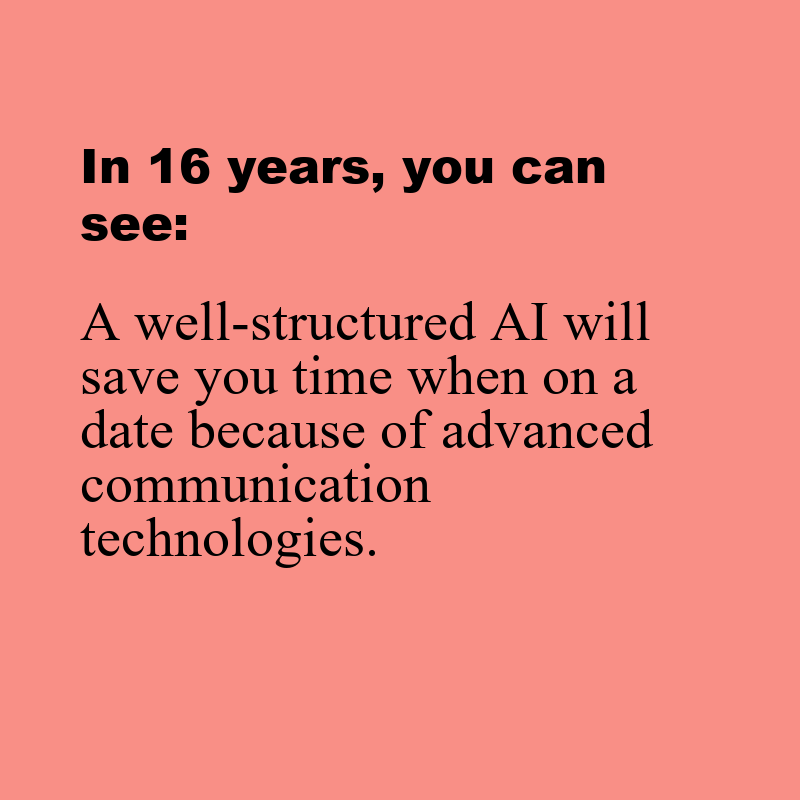 In 16 years, you can
see:
A well-structured AI will
save you time when on a
date because of advanced
communication
technologies.